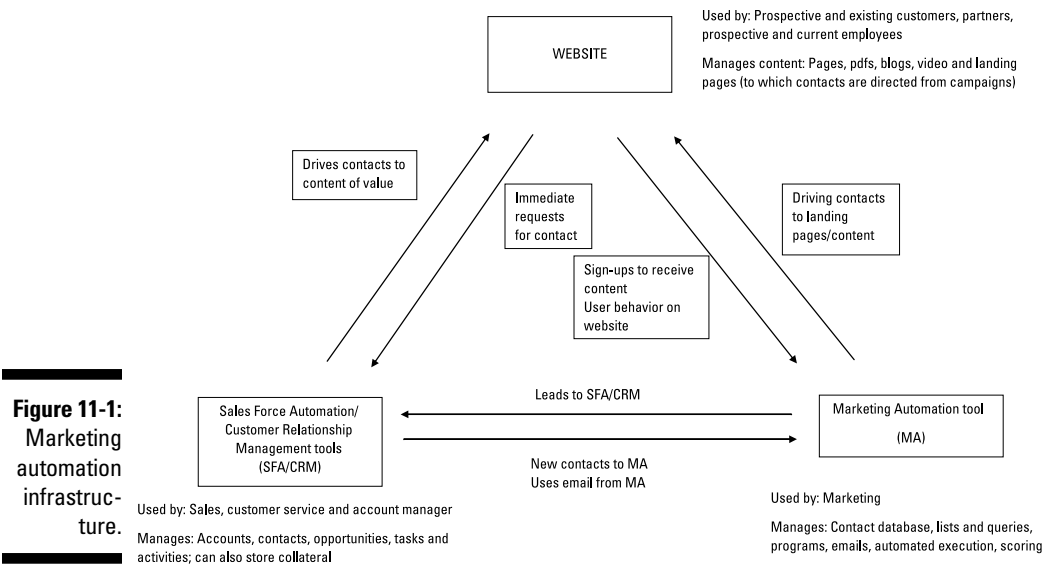 Used by: Prospective and existing customers, partners,
prospective and current employees
WEBSITE
Manages content: Pages, pdfs, blogs, video and landing
pages (to which contacts are directed from campaigns)
Drives contacts to
content of value
Immediate
requests
for contact
Driving contacts
to landing
pages/content
Sign-ups to receive
content
User behavior on
website
Leads to SFA/CRM
Figure 11-1:
Marketing
automation
infrastruc-
ture.
Sales Force Automation/
Customer Relationship
Management tools
(SFA/CRM)
Marketing Automation tool
(MA)
New contacts to MA
Uses email from MA
Used by: Sales, customer service and account manager
Manages: Accounts, contacts, opportunities, tasks and
activities; can also store collateral
Used by: Marketing
Manages: Contact database, lists and queries,
programs, emails, automated execution, scoring